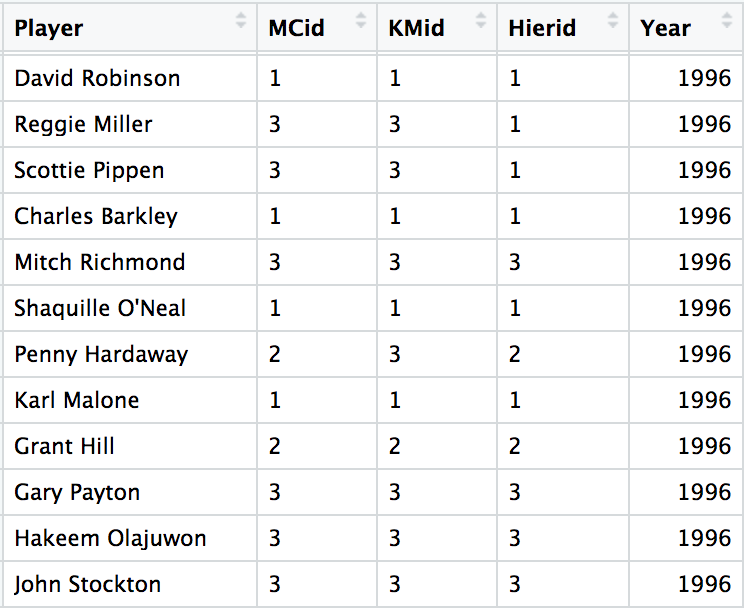 Player MCid KMid Hierid Year
David Robinson 1 1 1 1996
Reggie Miller 3 3 1 1996
Scottie Pippen 3 3 1 1996
Charles Barkley 1 1 1 1996
Mitch Richmond 3 3 3 1996
Shaquille O'Neal 1 1 1 1996
Penny Hardaway 2 3 2 1996
Karl Malone 1 1 1 1996
Grant Hill 2 2 2 1996
Gary Payton 3 3 3 1996
Hakeem Olajuwon 3 3 3 1996
John Stockton 3 3 3 1996